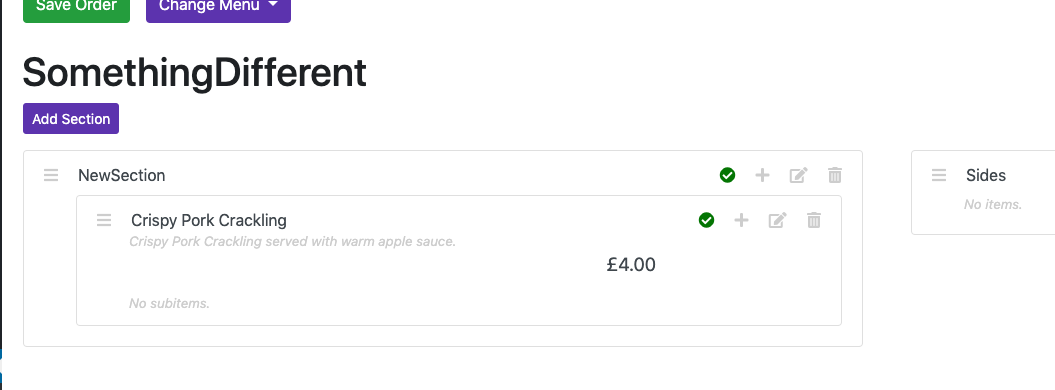 Save Order Change Menu
SomethingDifferent
Add Section
NewSection
Crispy Pork Crackling
Crispy Pork Crackling served with warm apple sauce.
£4.00
No subitems.
Sides
No items.